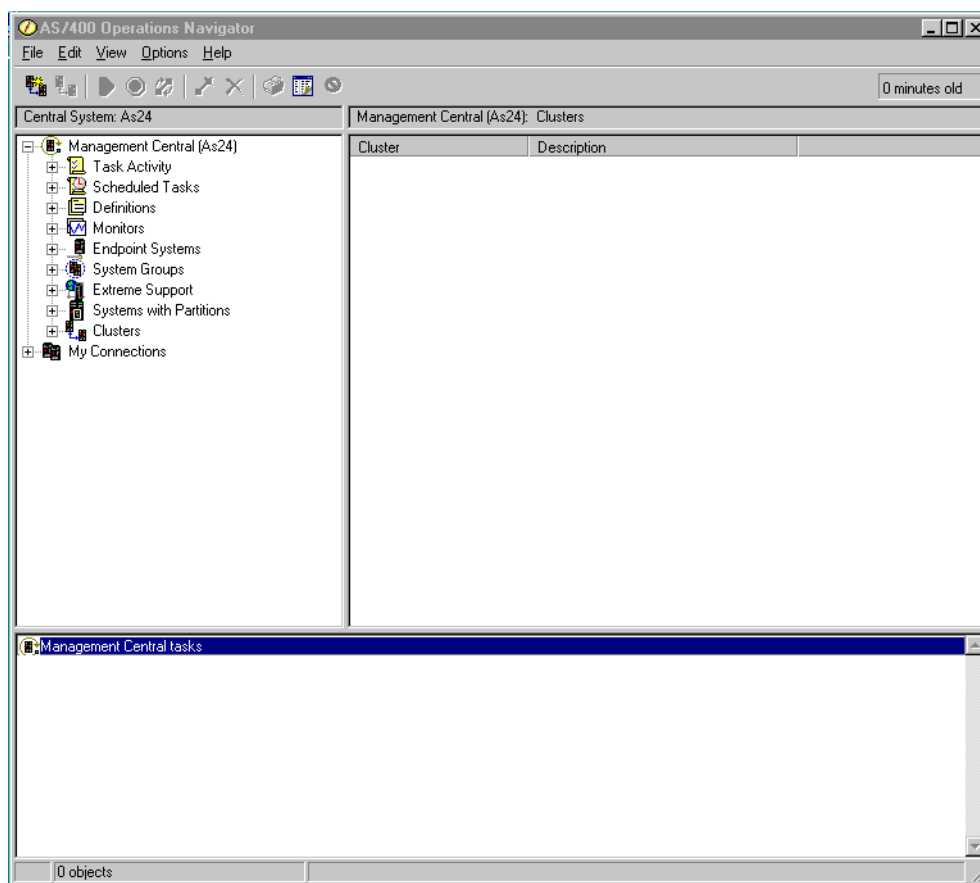 AS/400 Operations Navigator
File Edit View Options Help
0 minutes old
Central System: As24
Management Central (As24): Clusters
Management Central (As24)
Task Activity
Scheduled Tasks
Definitions
Monitors
Endpoint Systems
System Groups
Extreme Support
Systems with Partitions
Clusters
My Connections
Cluster Description
Management Central tasks
0 objects